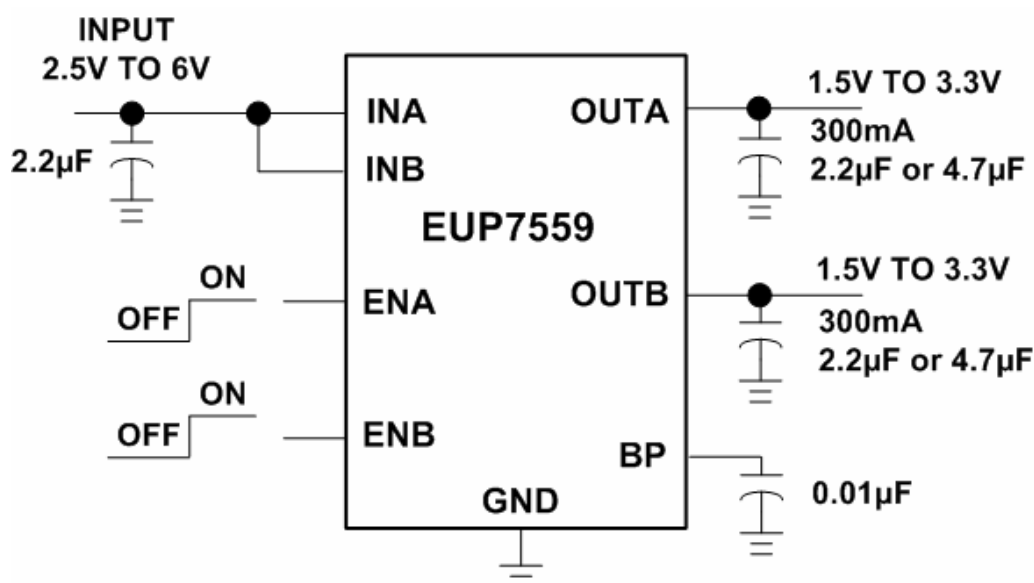 INPUT
2.5V TO 6V
2.2µF
INA
INB
ON
OFF
ENA
ON
OFF
ENB
EUP7559
GND
OUTA
1.5V TO 3.3V
300mA
2.2µF or 4.7µF
OUTB
1.5V TO 3.3V
300mA
2.2µF or 4.7µF
BP
0.01µF